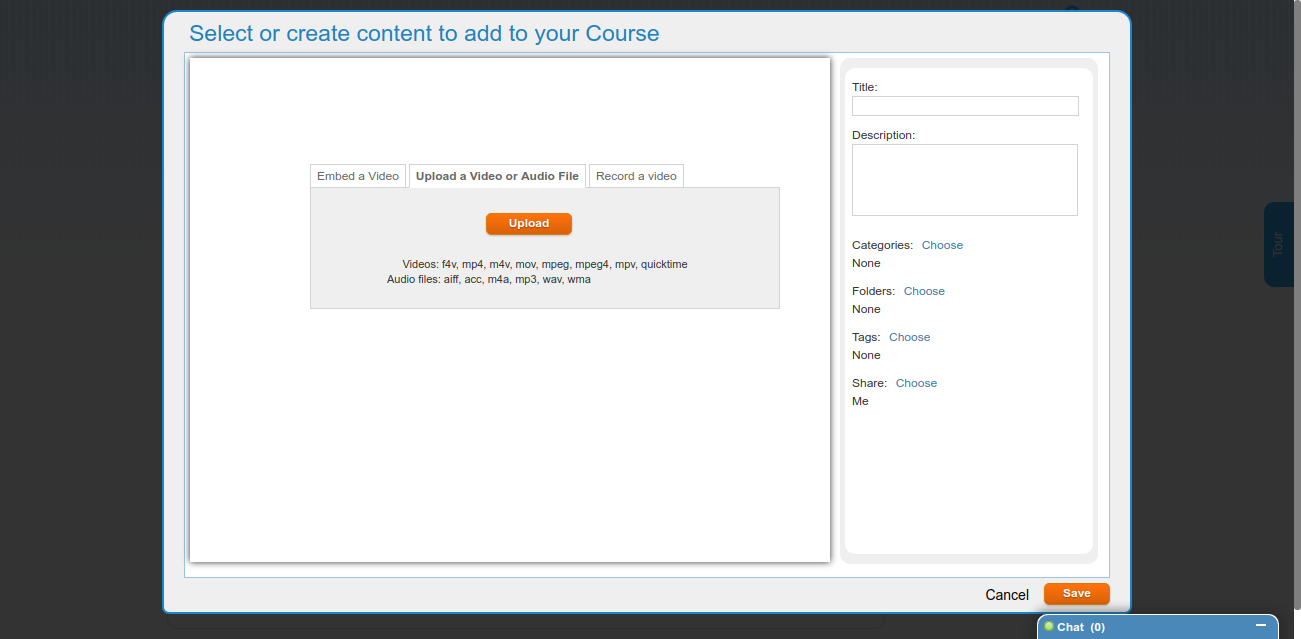 Select or create content to add to your Course
Embed a Video
Upload a Video or Audio File
Record a video
Upload
Videos: f4v, mp4, m4v, mov, mpeg, mpeg4, mpv, quicktime
Audio files: aiff, acc, m4a, mp3, wav, wma
Title:
Description:
Categories: Choose
None
Folders: Choose
None
Tags: Choose
None
Share: Choose
Me
Tour
Cancel
Save
Chat (0)